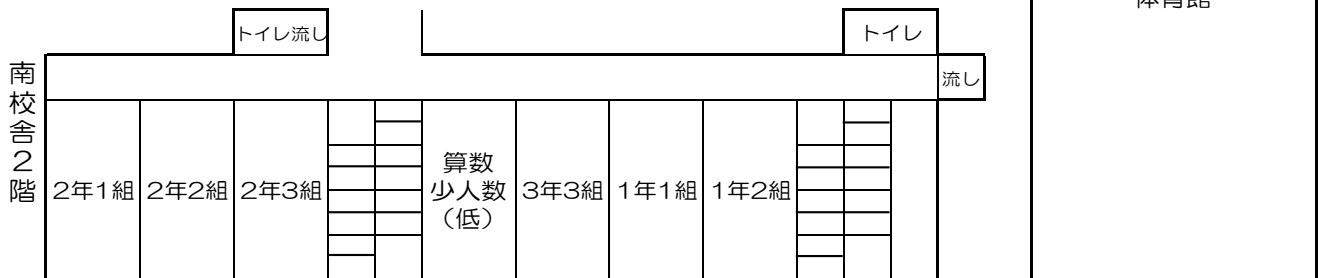 体育館
トイレ流し
トイレ
流し
南校舎2階
2年1組
2年2組
2年3組
算数
少人数
（低）
3年3組
1年1組
1年2組